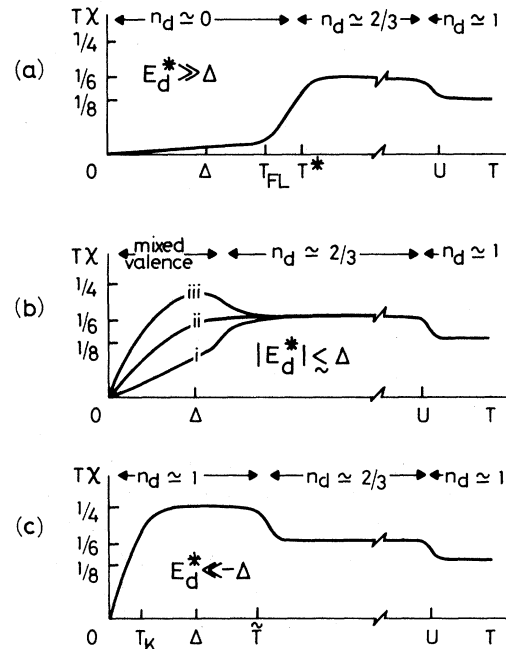 Tχ
n_d ≃ 0
n_d ≃ 2/3
n_d ≃ 1
1/4
(a)
E_d* ≫ Δ
1/6
1/8
0
Δ
T_FL
T*
U
T
Tχ
mixed valence
n_d ≃ 2/3
n_d ≃ 1
1/4
iii
(b)
1/6
ii
1/8
i
|E_d*| ≲ Δ
0
Δ
U
T
Tχ
n_d ≃ 1
n_d ≃ 2/3
n_d ≃ 1
1/4
(c)
1/6
1/8
E_d* ≪ -Δ
0
T_K
Δ
T̃
U
T